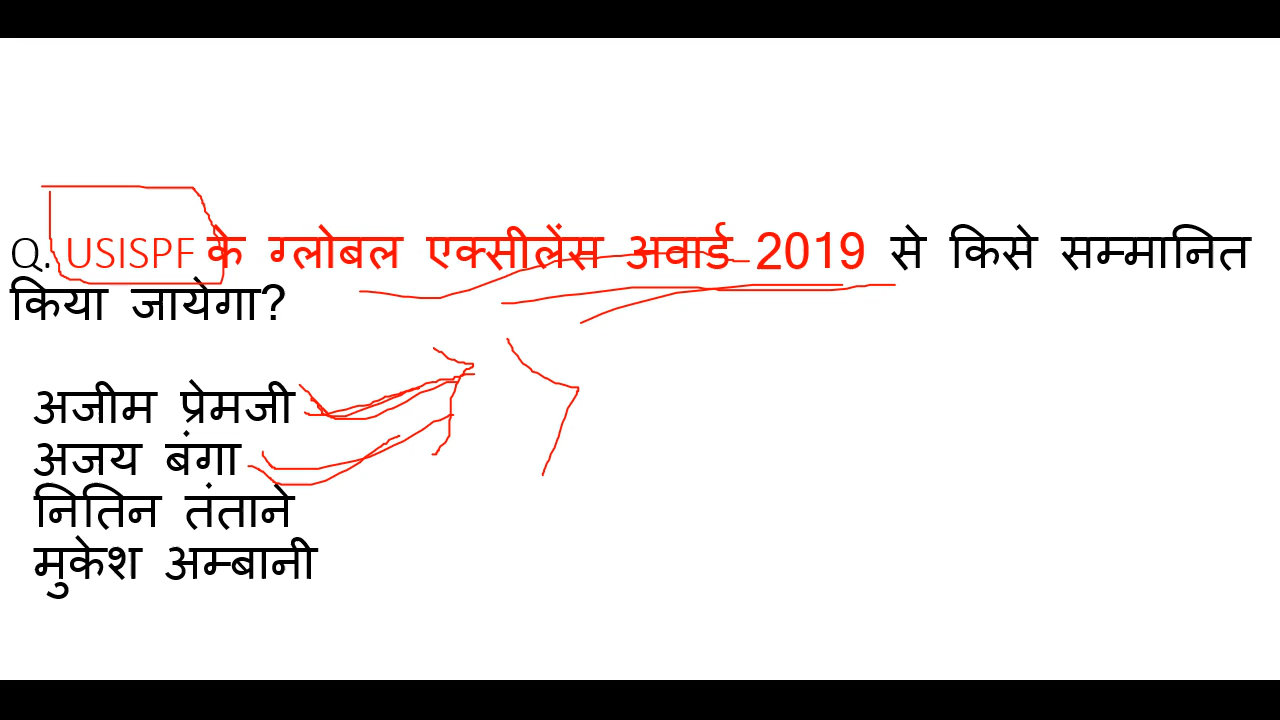 Q. USISPF के ग्लोबल एक्सीलेंस अवार्ड 2019 से किसे सम्मानित
किया जायेगा?
अजीम प्रेमजी
अजय बंगा
नितिन तंताने
मुकेश अम्बानी